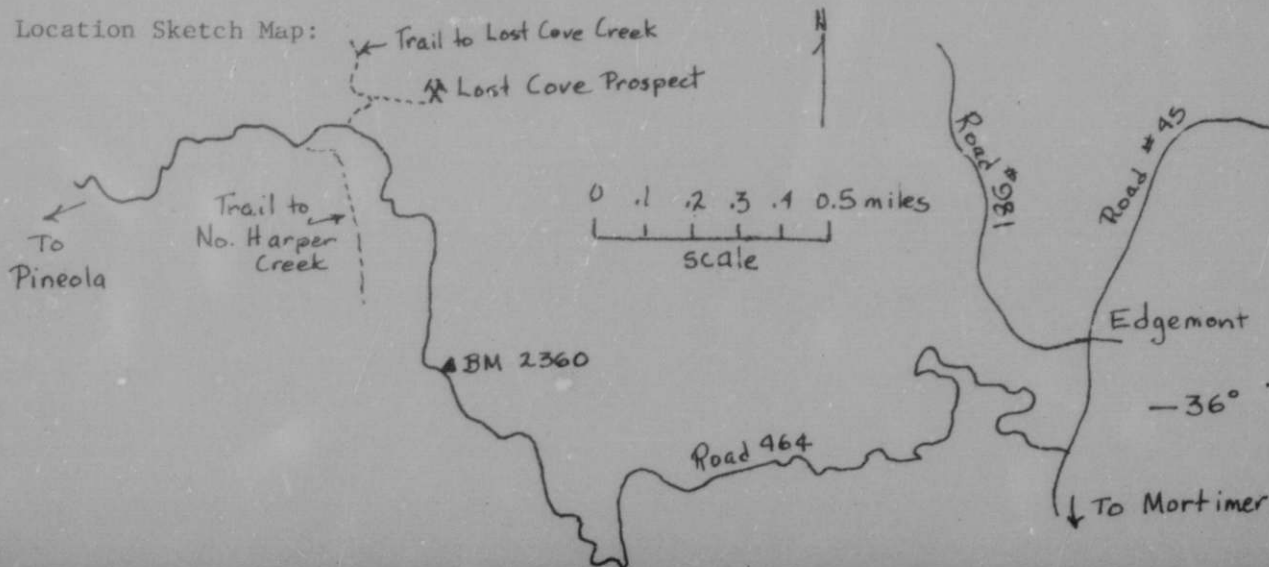 Location Sketch Map:
Trail to Lost Cove Creek
Lost Cove Prospect
N
Road #981
Road #45
0 .1 .2 .3 .4 0.5 miles
scale
Trail to
No. Harper
Creek
To
Pineola
Edgemont
BM 2360
36°
Road 464
To Mortimer